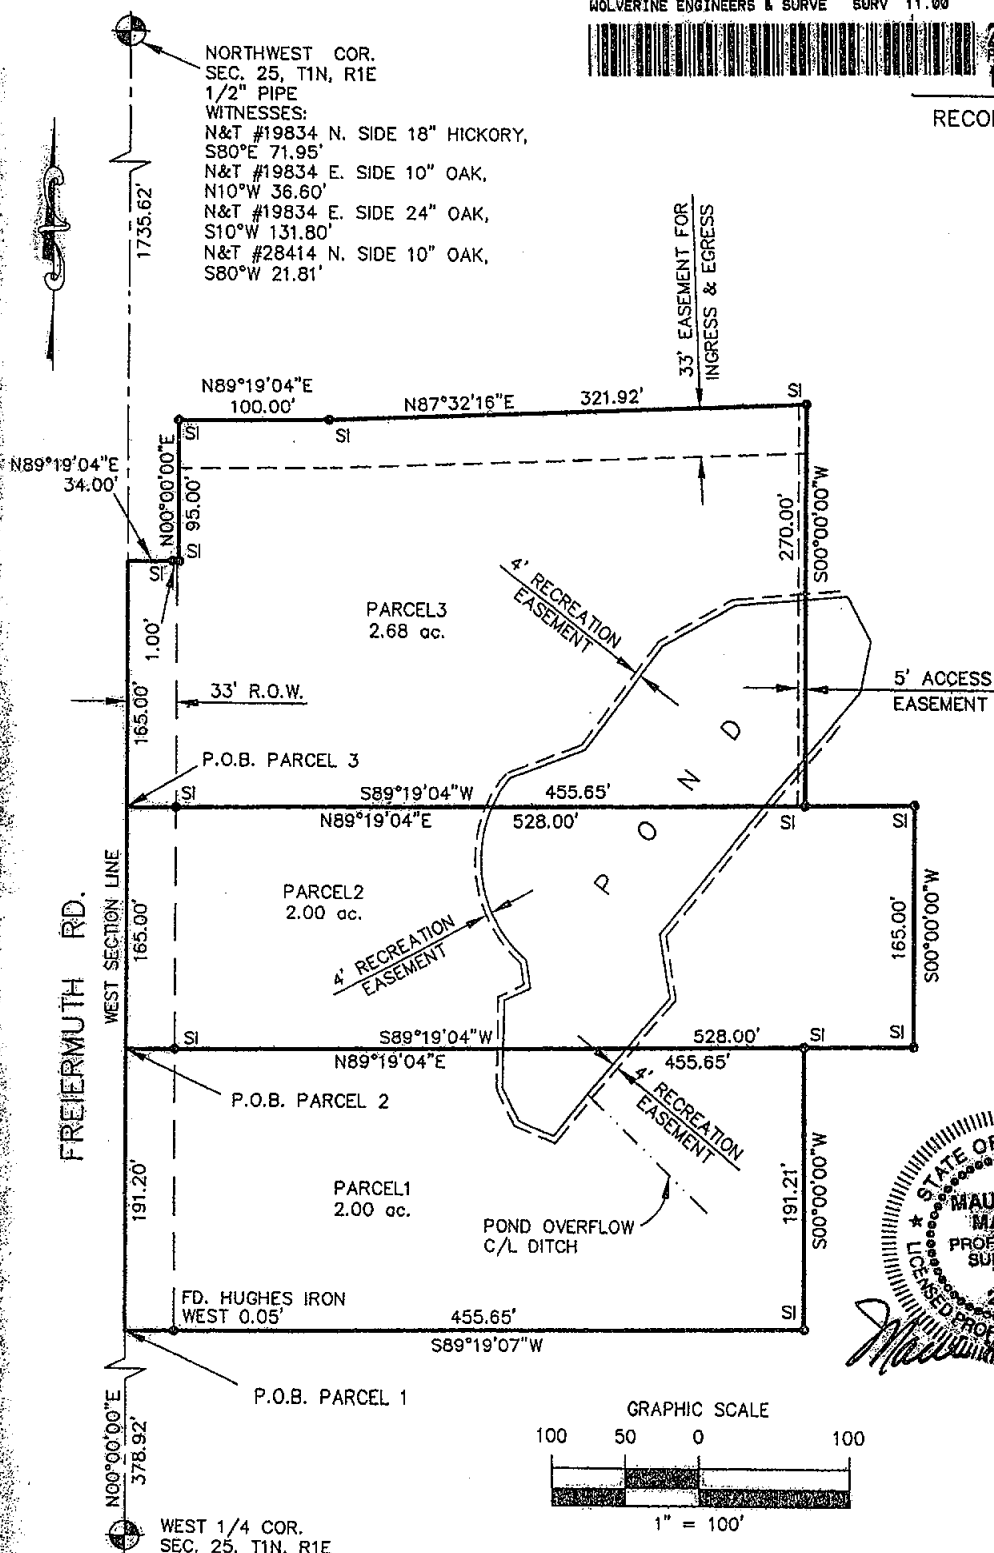 WOLVERINE ENGINEERS & SURVE SURV 11.00
NORTHWEST COR.
SEC. 25, T1N, R1E
1/2" PIPE
WITNESSES:
N&T #19834 N. SIDE 18" HICKORY,
S80°E 71.95'
N&T #19834 E. SIDE 10" OAK,
N10°W 36.60'
N&T #19834 E. SIDE 24" OAK,
S10°W 131.80'
N&T #28414 N. SIDE 10" OAK,
S80°W 21.81'
1735.62'
33' EASEMENT FOR
INGRESS & EGRESS
N89°19'04"E
100.00'
N87°32'16"E 321.92'
SI
SI
SI
N89°19'04"E
34.00'
N00°00'00"E
95.00'
SI
SI
270.00'
S00°00'00"W
4' RECREATION
EASEMENT
PARCEL3
2.68 ac.
1.00'
165.00'
33' R.O.W.
5' ACCESS
EASEMENT
P.O.B. PARCEL 3
SI
S89°19'04"W 455.65'
N89°19'04"E 528.00'
SI
SI
POND
WEST SECTION LINE
FREIERMUTH RD.
165.00'
PARCEL2
2.00 ac.
4' RECREATION
EASEMENT
165.00'
S00°00'00"W
SI
S89°19'04"W 528.00'
N89°19'04"E 455.65'
SI
SI
P.O.B. PARCEL 2
4' RECREATION
EASEMENT
191.20'
PARCEL1
2.00 ac.
POND OVERFLOW
C/L DITCH
191.21'
S00°00'00"W
FD. HUGHES IRON
WEST 0.05'
455.65'
S89°19'07"W
SI
P.O.B. PARCEL 1
N00°00'00"E
378.92'
WEST 1/4 COR.
SEC. 25, T1N, R1E
GRAPHIC SCALE
100 50 0 100
1" = 100'
STATE OF
LICENSED